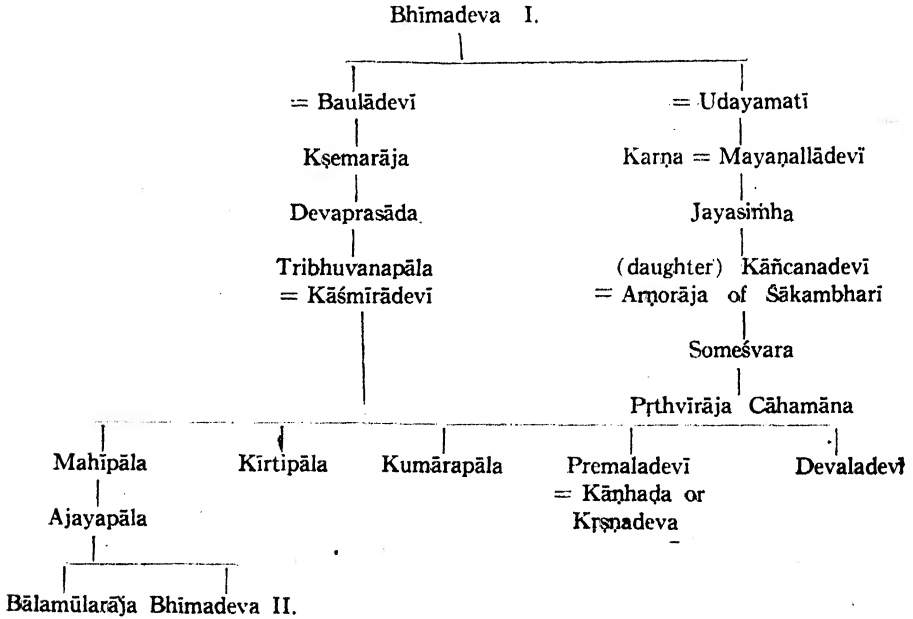 Bhīmadeva I.
= Baulādevī = Udayamatī
Kṣemarāja Karṇa = Mayaṇallādevī
Devaprasāda Jayasiṁha
Tribhuvanapāla (daughter) Kāñcanadevī
= Kāśmīrādevī = Arṇorāja of Śākambhari
Someśvara
Pṛthvīrāja Cāhamāna
Mahīpāla Kīrtipāla Kumārapāla Premaladevī Devaladevī
Ajayapāla = Kāṇhaḍa or
Kṛṣṇadeva
Bālamūlarāja Bhīmadeva II.